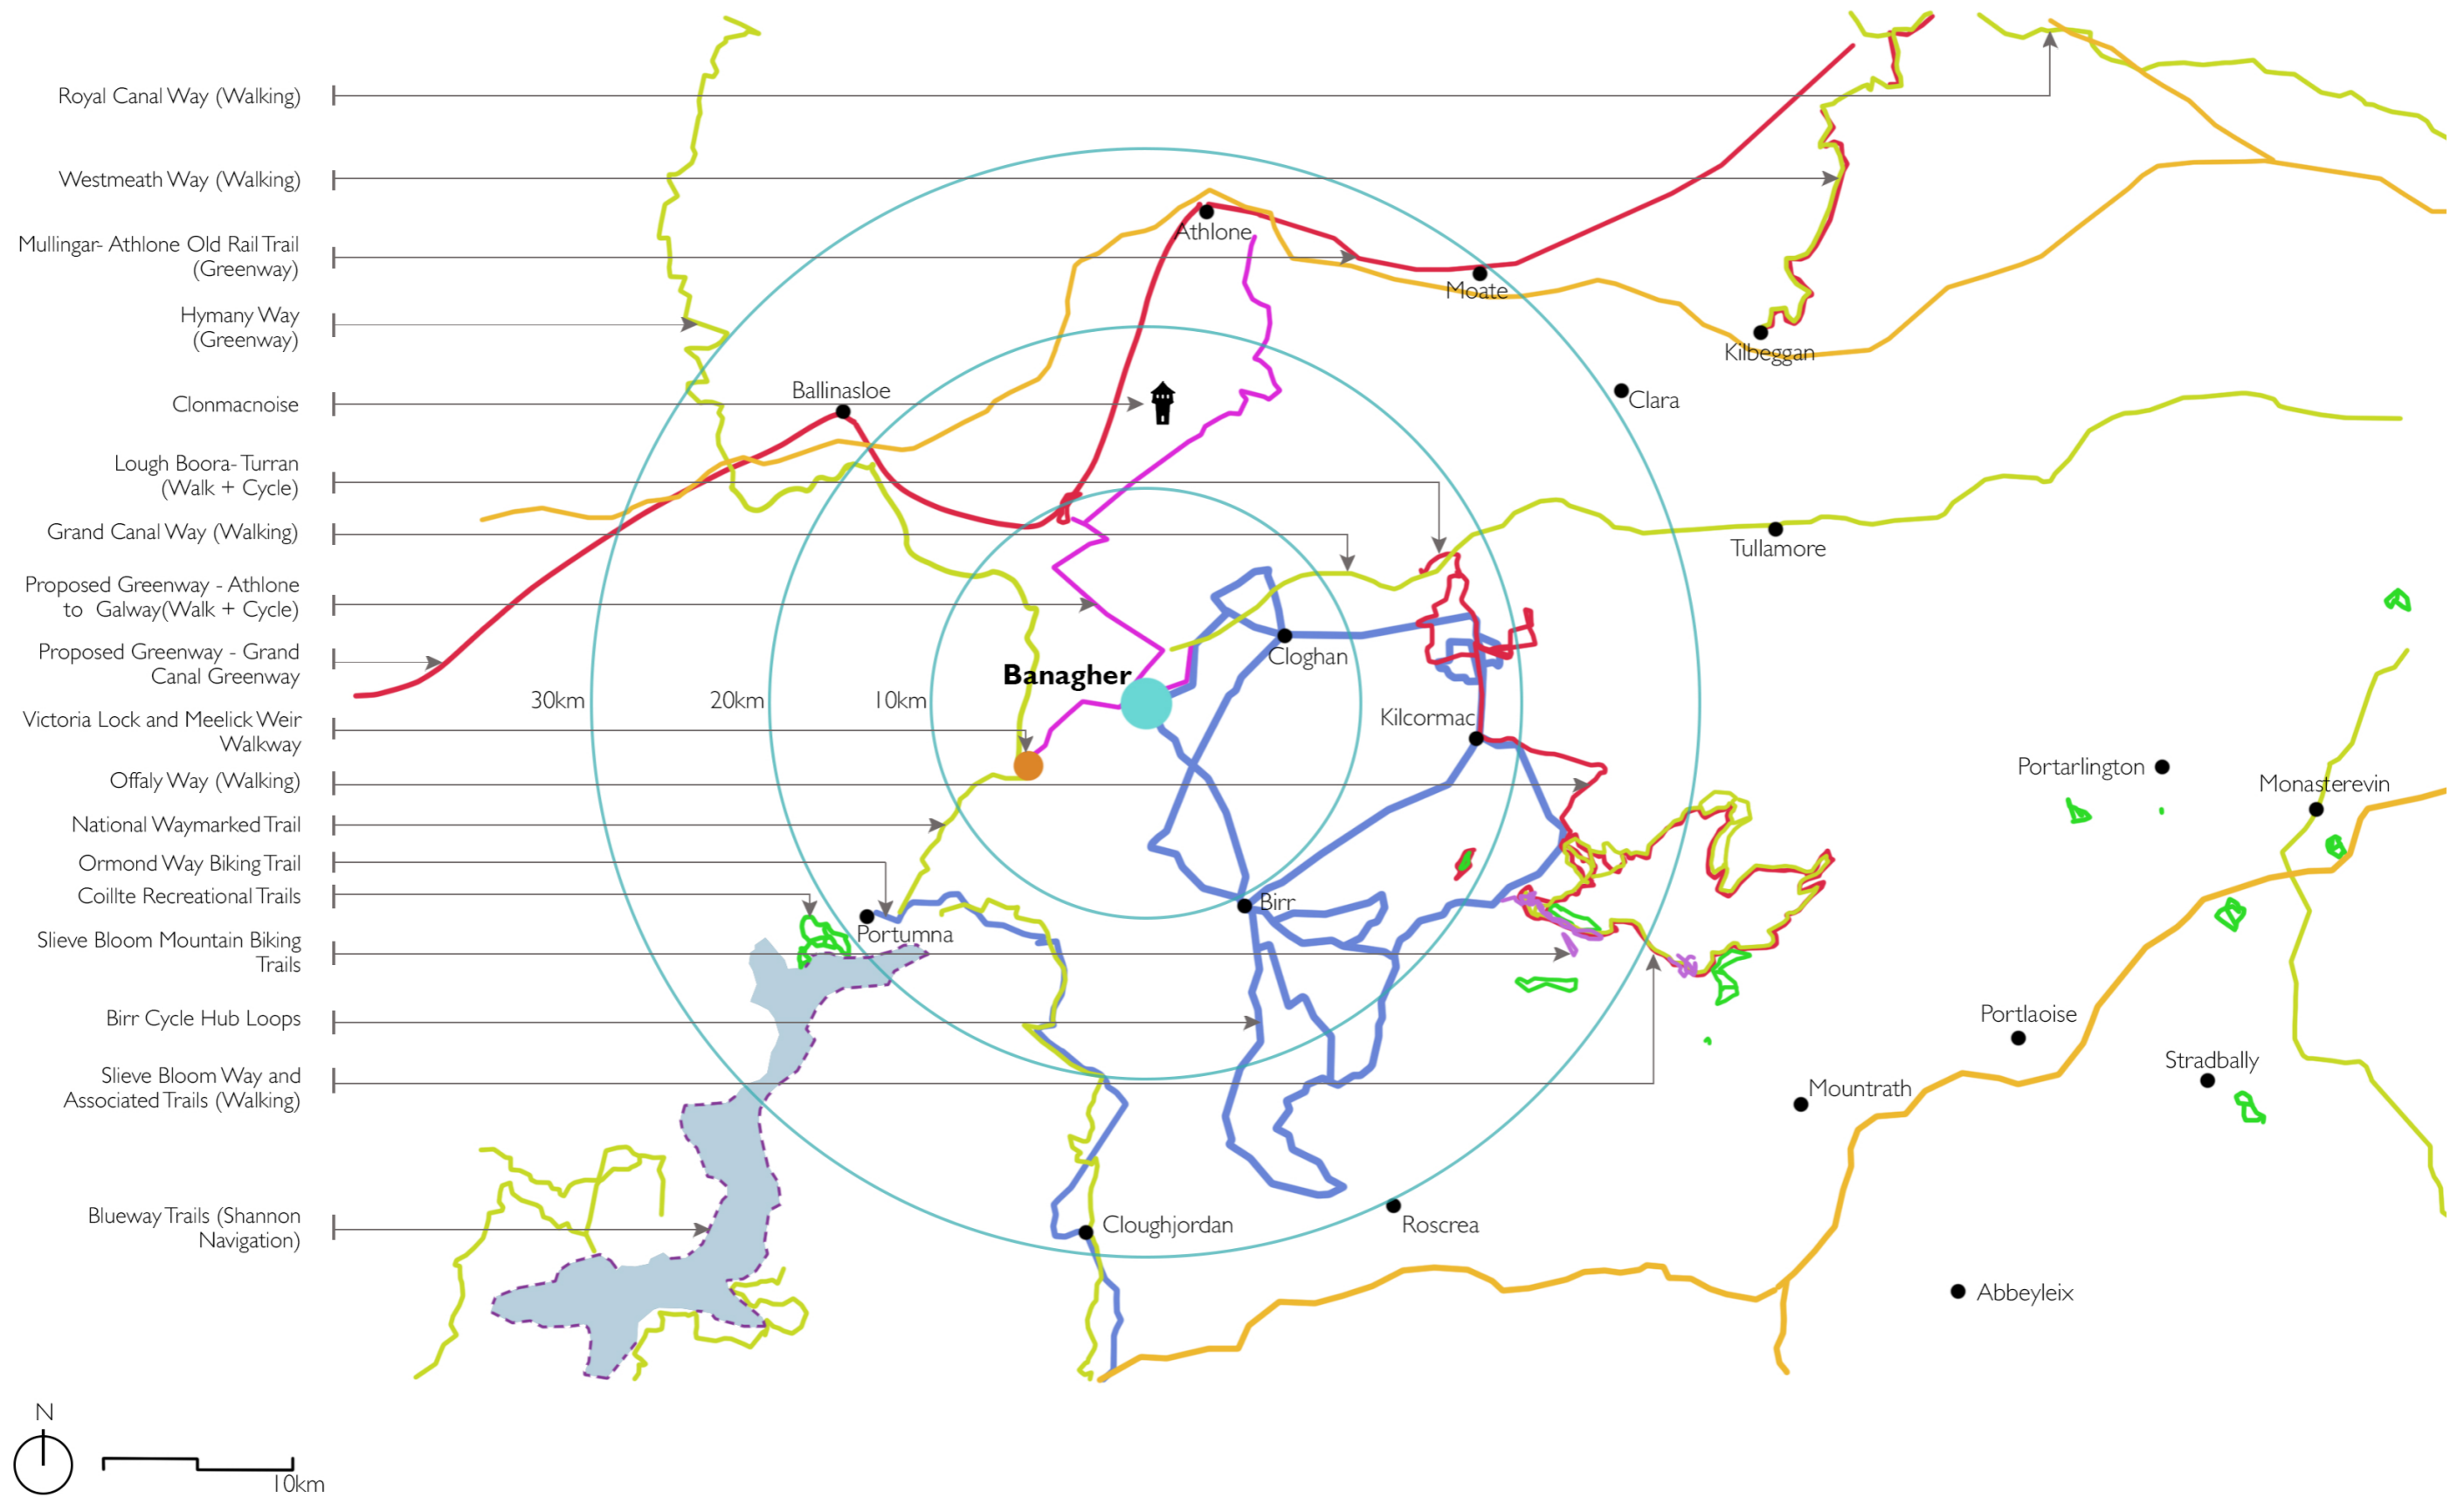 Royal Canal Way (Walking)
Westmeath Way (Walking)
Mullingar- Athlone Old Rail Trail
(Greenway)
Hymany Way
(Greenway)
Clonmacnoise
Lough Boora- Turran
(Walk + Cycle)
Grand Canal Way (Walking)
Proposed Greenway - Athlone
to Galway(Walk + Cycle)
Proposed Greenway - Grand
Canal Greenway
Victoria Lock and Meelick Weir
Walkway
Offaly Way (Walking)
National Waymarked Trail
Ormond Way Biking Trail
Coillte Recreational Trails
Slieve Bloom Mountain Biking
Trails
Birr Cycle Hub Loops
Slieve Bloom Way and
Associated Trails (Walking)
Blueway Trails (Shannon
Navigation)
Athlone
Moate
Kilbeggan
Ballinasloe
Clara
Tullamore
Cloghan
Banagher
30km
20km
10km
Kilcormac
Portarlington
Monasterevin
Birr
Portumna
Portlaoise
Stradbally
Mountrath
Cloughjordan
Roscrea
Abbeyleix
N
10km